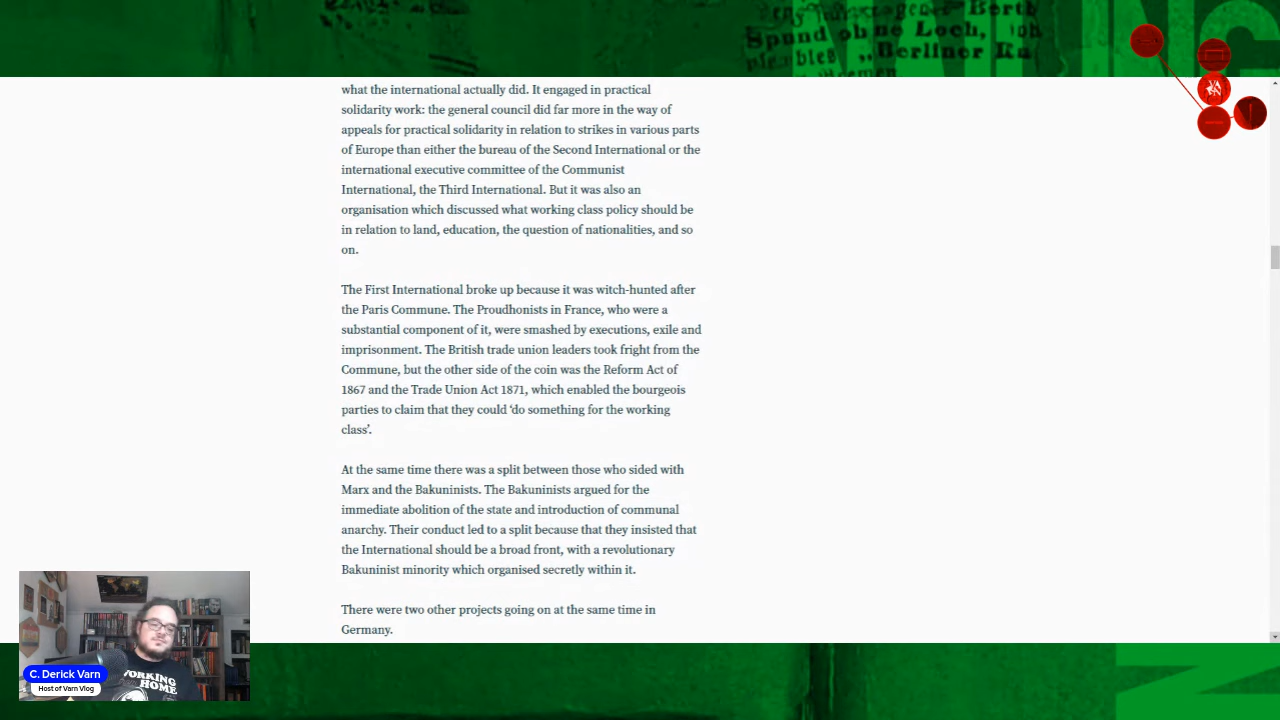 Berth
Spund ohne Loch,
Berliner
what the international actually did. It engaged in practical
solidarity work: the general council did far more in the way of
appeals for practical solidarity in relation to strikes in various parts
of Europe than either the bureau of the Second International or the
international executive committee of the Communist
International, the Third International. But it was also an
organisation which discussed what working class policy should be
in relation to land, education, the question of nationalities, and so
on.
The First International broke up because it was witch-hunted after
the Paris Commune. The Proudhonists in France, who were a
substantial component of it, were smashed by executions, exile and
imprisonment. The British trade union leaders took fright from the
Commune, but the other side of the coin was the Reform Act of
1867 and the Trade Union Act 1871, which enabled the bourgeois
parties to claim that they could ‘do something for the working
class’.
At the same time there was a split between those who sided with
Marx and the Bakuninists. The Bakuninists argued for the
immediate abolition of the state and introduction of communal
anarchy. Their conduct led to a split because that they insisted that
the International should be a broad front, with a revolutionary
Bakuninist minority which organised secretly within it.
There were two other projects going on at the same time in
Germany.
C. Derick Varn
Host of Varn Vlog
HOME